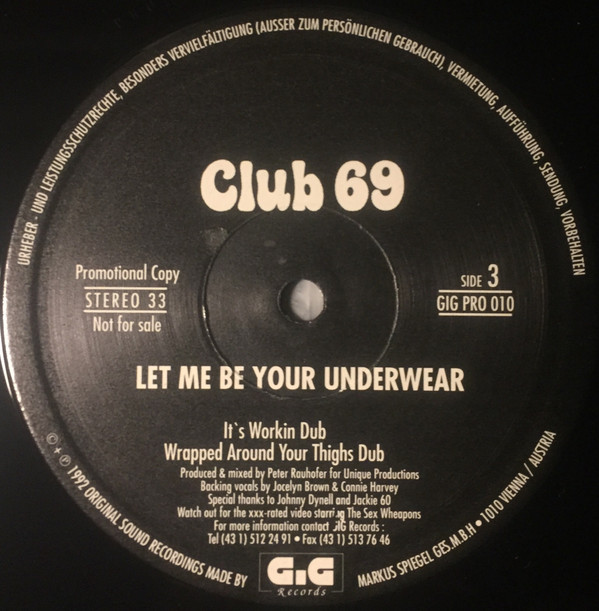 URHEBER - UND LEISTUNGSSCHUTZRECHTE, BESONDERS VERVIELFÄLTIGUNG (AUSSER ZUM PERSÖNLICHEN GEBRAUCH), VERMIETUNG, AUFFÜHRUNG, SENDUNG, VORBEHALTEN
Club 69
Promotional Copy
STEREO 33
Not for sale
SIDE 3
GIG PRO 010
LET ME BE YOUR UNDERWEAR
It`s Workin Dub
Wrapped Around Your Thighs Dub
Produced & mixed by Peter Rauhofer for Unique Productions
Backing vocals by Jocelyn Brown & Connie Harvey
Special thanks to Johnny Dynell and Jackie 60
Watch out for the xxx-rated video starring The Sex Wheapons
For more information contact GIG Records :
Tel (43 1) 512 24 91 • Fax (43 1) 513 76 46
© + ℗ 1992 ORIGINAL SOUND RECORDINGS MADE BY
GiG
Records
MARKUS SPIEGEL GES.M.B.H • 1010 VIENNA / AUSTRIA